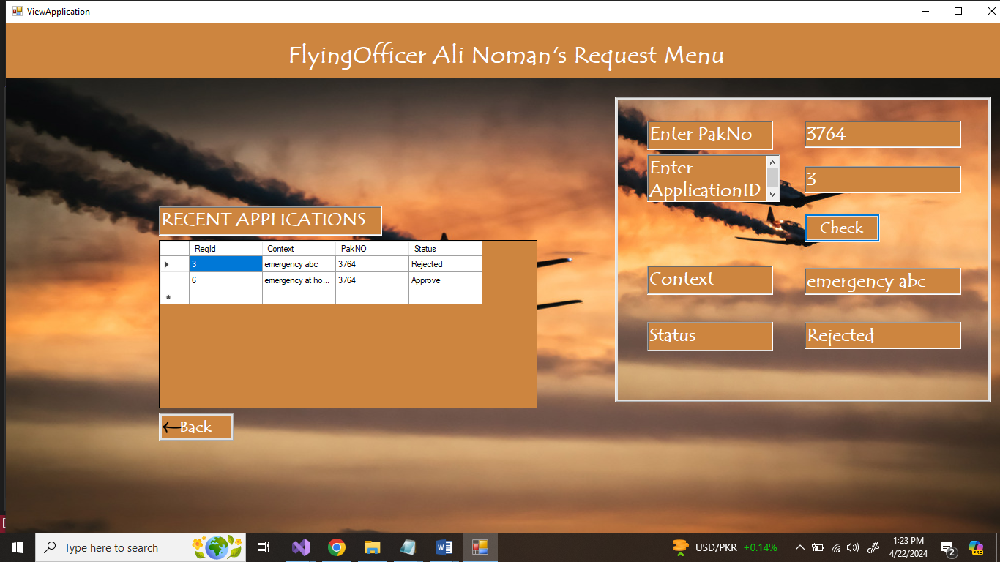 ViewApplication
FlyingOfficer Ali Noman's Request Menu
Enter PakNo
3764
Enter
ApplicationID
3
Check
RECENT APPLICATIONS
ReqId Context PakNO Status
3 emergency abc 3764 Rejected
6 emergency at ho... 3764 Approve
Context
emergency abc
Status
Rejected
Back
Type here to search
USD/PKR +0.14%
1:23 PM
4/22/2024
2
PRE